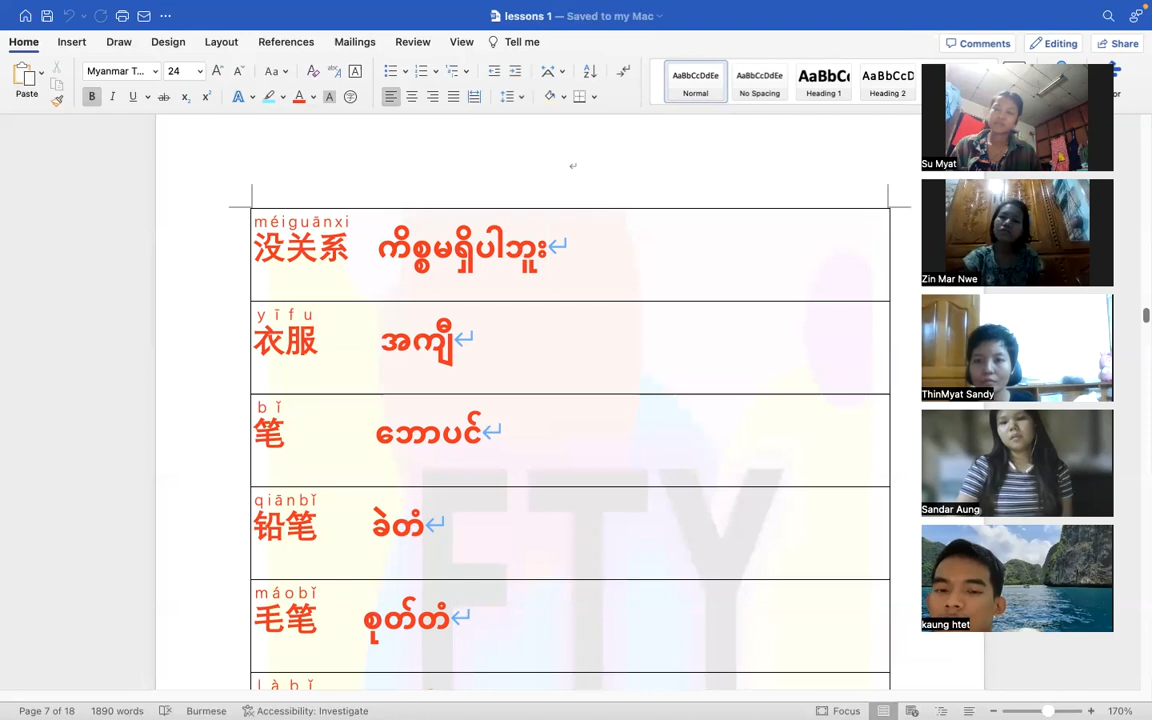 lessons 1 — Saved to my Mac
Home Insert Draw Design Layout References Mailings Review View Tell me Comments Editing Share
Paste
Myanmar T... 24
AaBbCcDdEe AaBbCcDdEe AaBbC AaBbCcD
Normal No Spacing Heading 1 Heading 2
méiguānxi
没关系 ကိစ္စမရှိပါဘူး
yīfu
衣服 အကျီ
bǐ
笔 ဘောပင်
qiānbǐ
铅笔 ခဲတံ
máobǐ
毛笔 စုတ်တံ
làbǐ
FTY
Su Myat
Zin Mar Nwe
ThinMyat Sandy
Sandar Aung
kaung htet
Page 7 of 18 1890 words Burmese Accessibility: Investigate Focus 170%